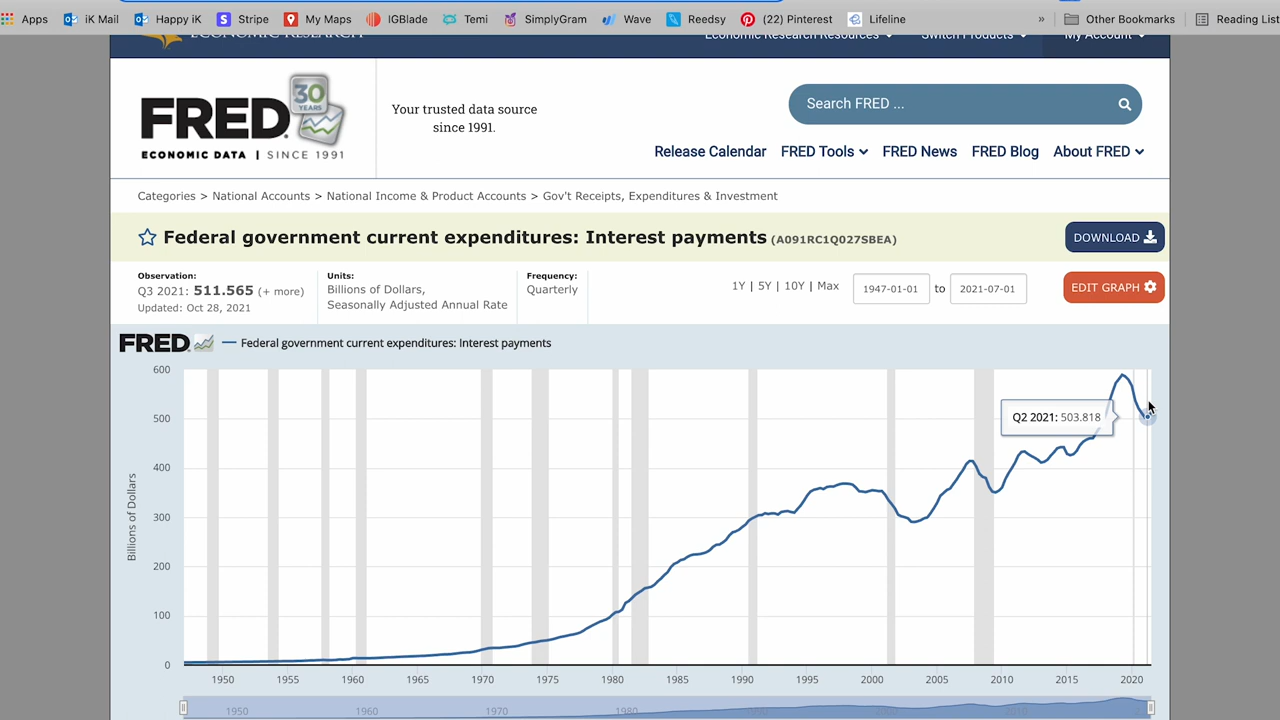 Apps iK Mail Happy iK Stripe My Maps IGBlade Temi SimplyGram Wave Reeasy (22) Pinterest Lifeline » Other Bookmarks Reading List
ECONOMIC RESEARCH Economic Research Resources Switch Products My Account
FRED 30 YEARS
ECONOMIC DATA | SINCE 1991
Your trusted data source
since 1991.
Search FRED ...
Release Calendar FRED Tools FRED News FRED Blog About FRED
Categories > National Accounts > National Income & Product Accounts > Gov't Receipts, Expenditures & Investment
Federal government current expenditures: Interest payments (A091RC1Q027SBEA)
DOWNLOAD
Observation:
Q3 2021: 511.565 (+ more)
Updated: Oct 28, 2021
Units:
Billions of Dollars,
Seasonally Adjusted Annual Rate
Frequency:
Quarterly
1Y | 5Y | 10Y | Max 1947-01-01 to 2021-07-01
EDIT GRAPH
FRED Federal government current expenditures: Interest payments
600
500
400
300
200
100
0
Billions of Dollars
Q2 2021: 503.818
1950 1955 1960 1965 1970 1975 1980 1985 1990 1995 2000 2005 2010 2015 2020
1950 1960 1970 1980